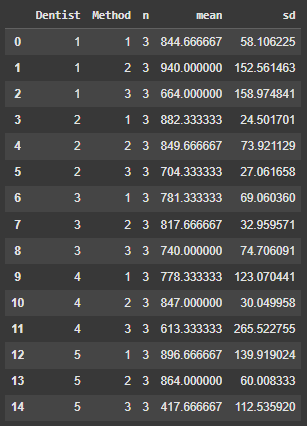 Dentist Method n mean sd
0 1 1 3 844.666667 58.106225
1 1 2 3 940.000000 152.561463
2 1 3 3 664.000000 158.974841
3 2 1 3 882.333333 24.501701
4 2 2 3 849.666667 73.921129
5 2 3 3 704.333333 27.061658
6 3 1 3 781.333333 69.060360
7 3 2 3 817.666667 32.959571
8 3 3 3 740.000000 74.706091
9 4 1 3 778.333333 123.070441
10 4 2 3 847.000000 30.049958
11 4 3 3 613.333333 265.522755
12 5 1 3 896.666667 139.919024
13 5 2 3 864.000000 60.008333
14 5 3 3 417.666667 112.535920